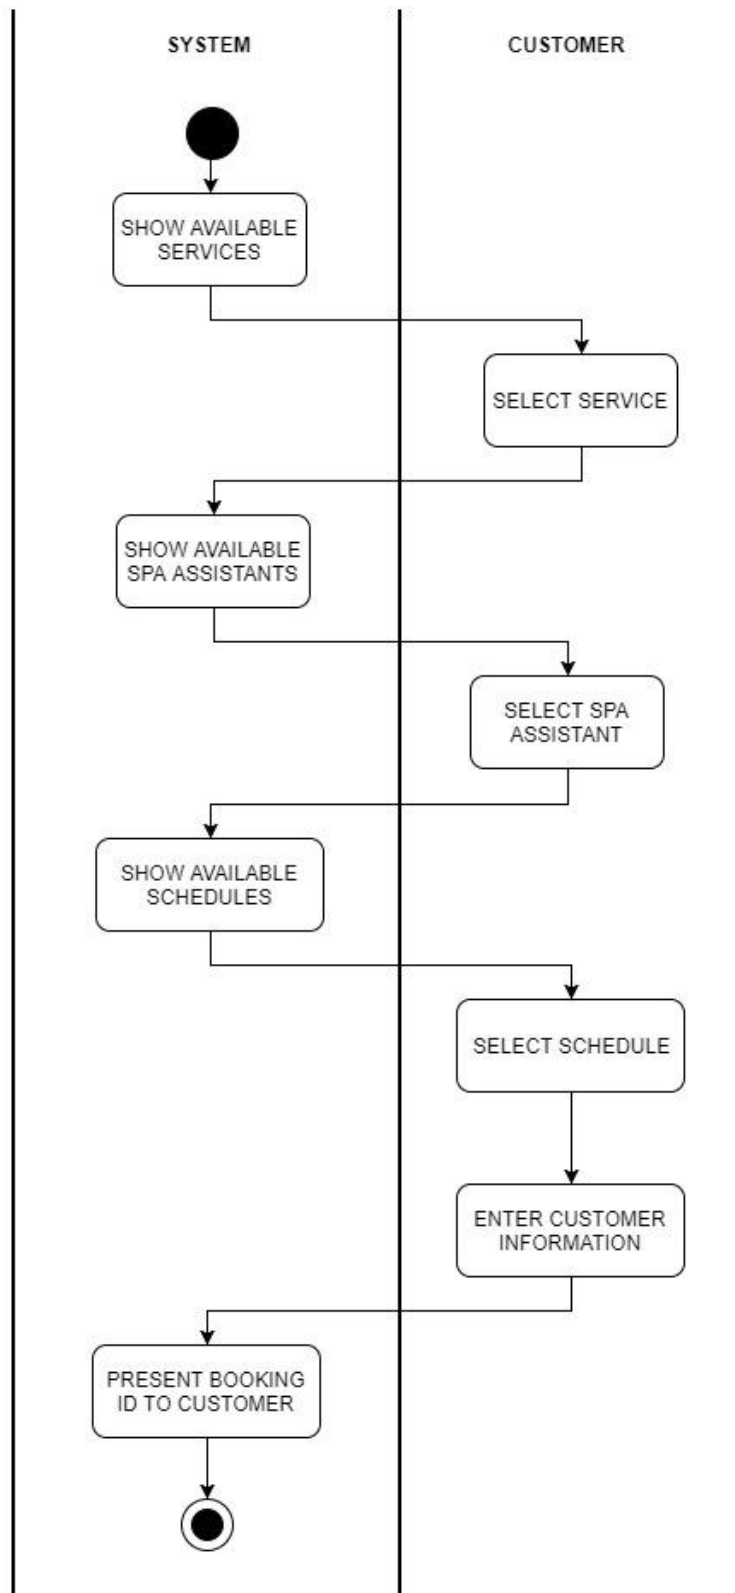 SYSTEM
CUSTOMER
SHOW AVAILABLE
SERVICES
SELECT SERVICE
SHOW AVAILABLE
SPA ASSISTANTS
SELECT SPA
ASSISTANT
SHOW AVAILABLE
SCHEDULES
SELECT SCHEDULE
ENTER CUSTOMER
INFORMATION
PRESENT BOOKING
ID TO CUSTOMER